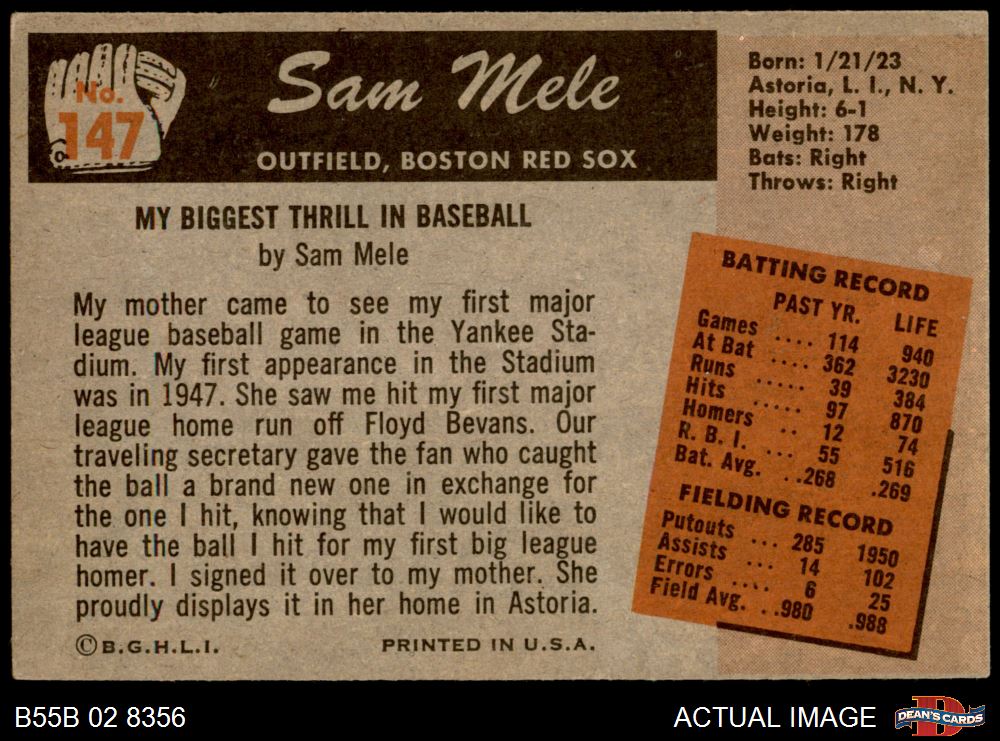 No.
147
Sam Mele
OUTFIELD, BOSTON RED SOX
Born: 1/21/23
Astoria, L. I., N. Y.
Height: 6-1
Weight: 178
Bats: Right
Throws: Right
MY BIGGEST THRILL IN BASEBALL
by Sam Mele
My mother came to see my first major
league baseball game in the Yankee Sta-
dium. My first appearance in the Stadium
was in 1947. She saw me hit my first major
league home run off Floyd Bevans. Our
traveling secretary gave the fan who caught
the ball a brand new one in exchange for
the one I hit, knowing that I would like to
have the ball I hit for my first big league
homer. I signed it over to my mother. She
proudly displays it in her home in Astoria.
©B.G.H.L.I.
PRINTED IN U.S.A.
BATTING RECORD
PAST YR. LIFE
Games .... 114 940
At Bat .... 362 3230
Runs ..... 39 384
Hits ..... 97 870
Homers .. 12 74
R. B. I. .. 55 516
Bat. Avg. ..268 .269
FIELDING RECORD
Putouts ... 285 1950
Assists ... 14 102
Errors .... 6 25
Field Avg. ..980 .988
B55B 02 8356
ACTUAL IMAGE
D
DEAN'S CARDS